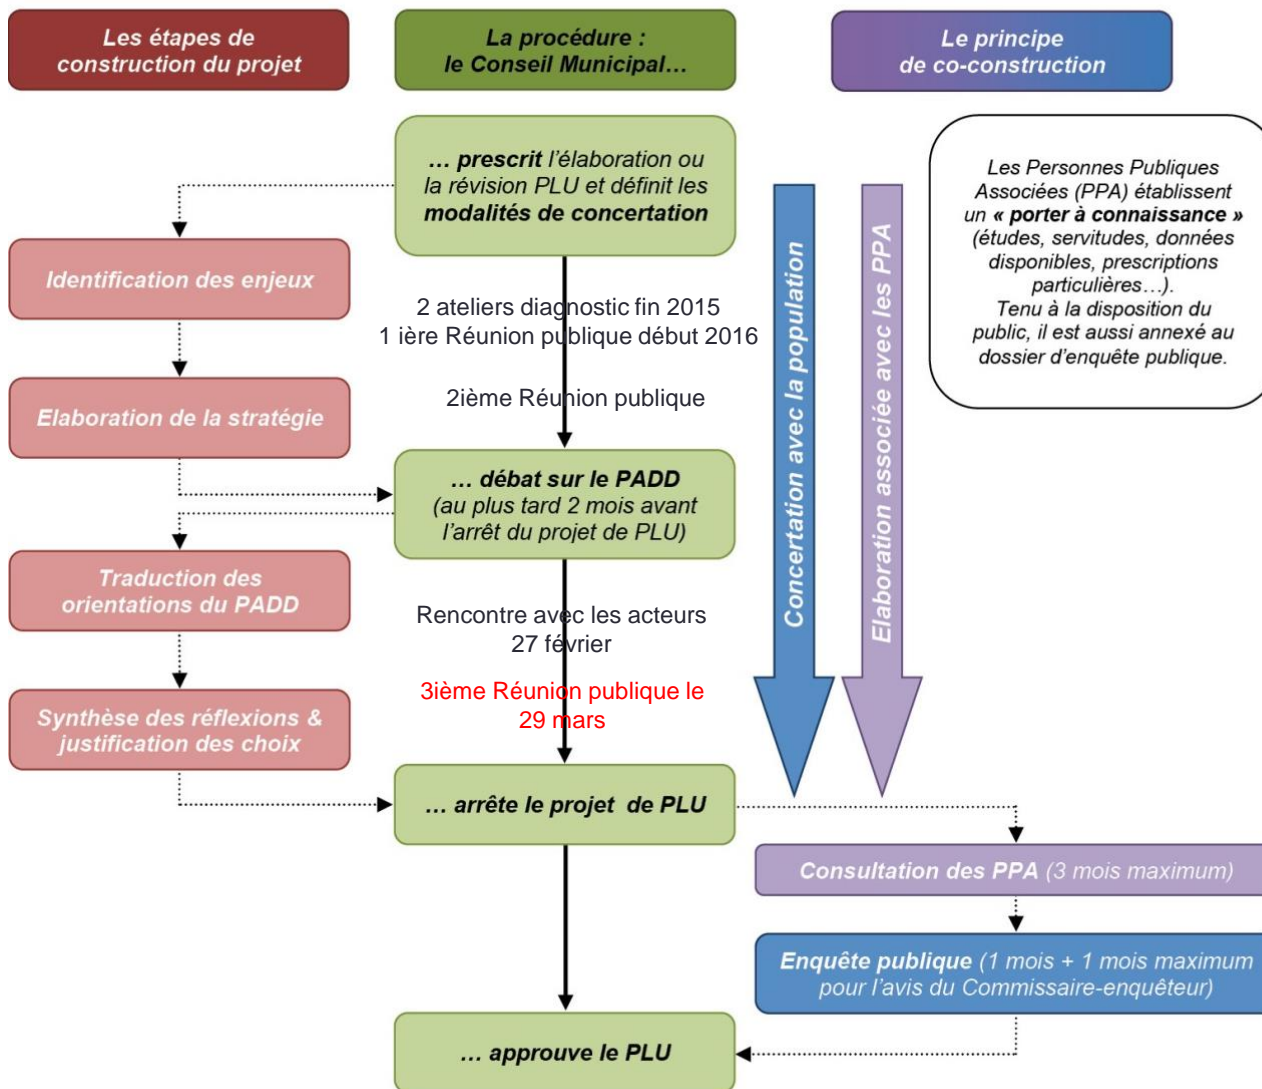 Les étapes de
construction du projet
La procédure :
le Conseil Municipal…
Le principe
de co-construction
… prescrit l'élaboration ou
la révision PLU et définit les
modalités de concertation
Les Personnes Publiques
Associées (PPA) établissent
un « porter à connaissance »
(études, servitudes, données
disponibles, prescriptions
particulières…).
Tenu à la disposition du
public, il est aussi annexé au
dossier d'enquête publique.
Identification des enjeux
2 ateliers diagnostic fin 2015
1 ière Réunion publique début 2016
Elaboration de la stratégie
2ième Réunion publique
… débat sur le PADD
(au plus tard 2 mois avant
l'arrêt du projet de PLU)
Concertation avec la population
Elaboration associée avec les PPA
Traduction des
orientations du PADD
Rencontre avec les acteurs
27 février
3ième Réunion publique le
29 mars
Synthèse des réflexions &
justification des choix
… arrête le projet de PLU
Consultation des PPA (3 mois maximum)
Enquête publique (1 mois + 1 mois maximum
pour l'avis du Commissaire-enquêteur)
… approuve le PLU